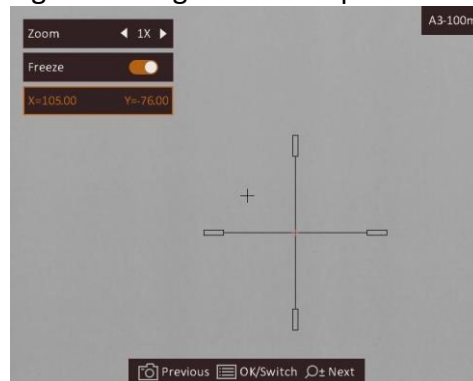 Zoom 1X
A3-100m
Freeze
X=105.00 Y=-76.00
Previous OK/Switch Next